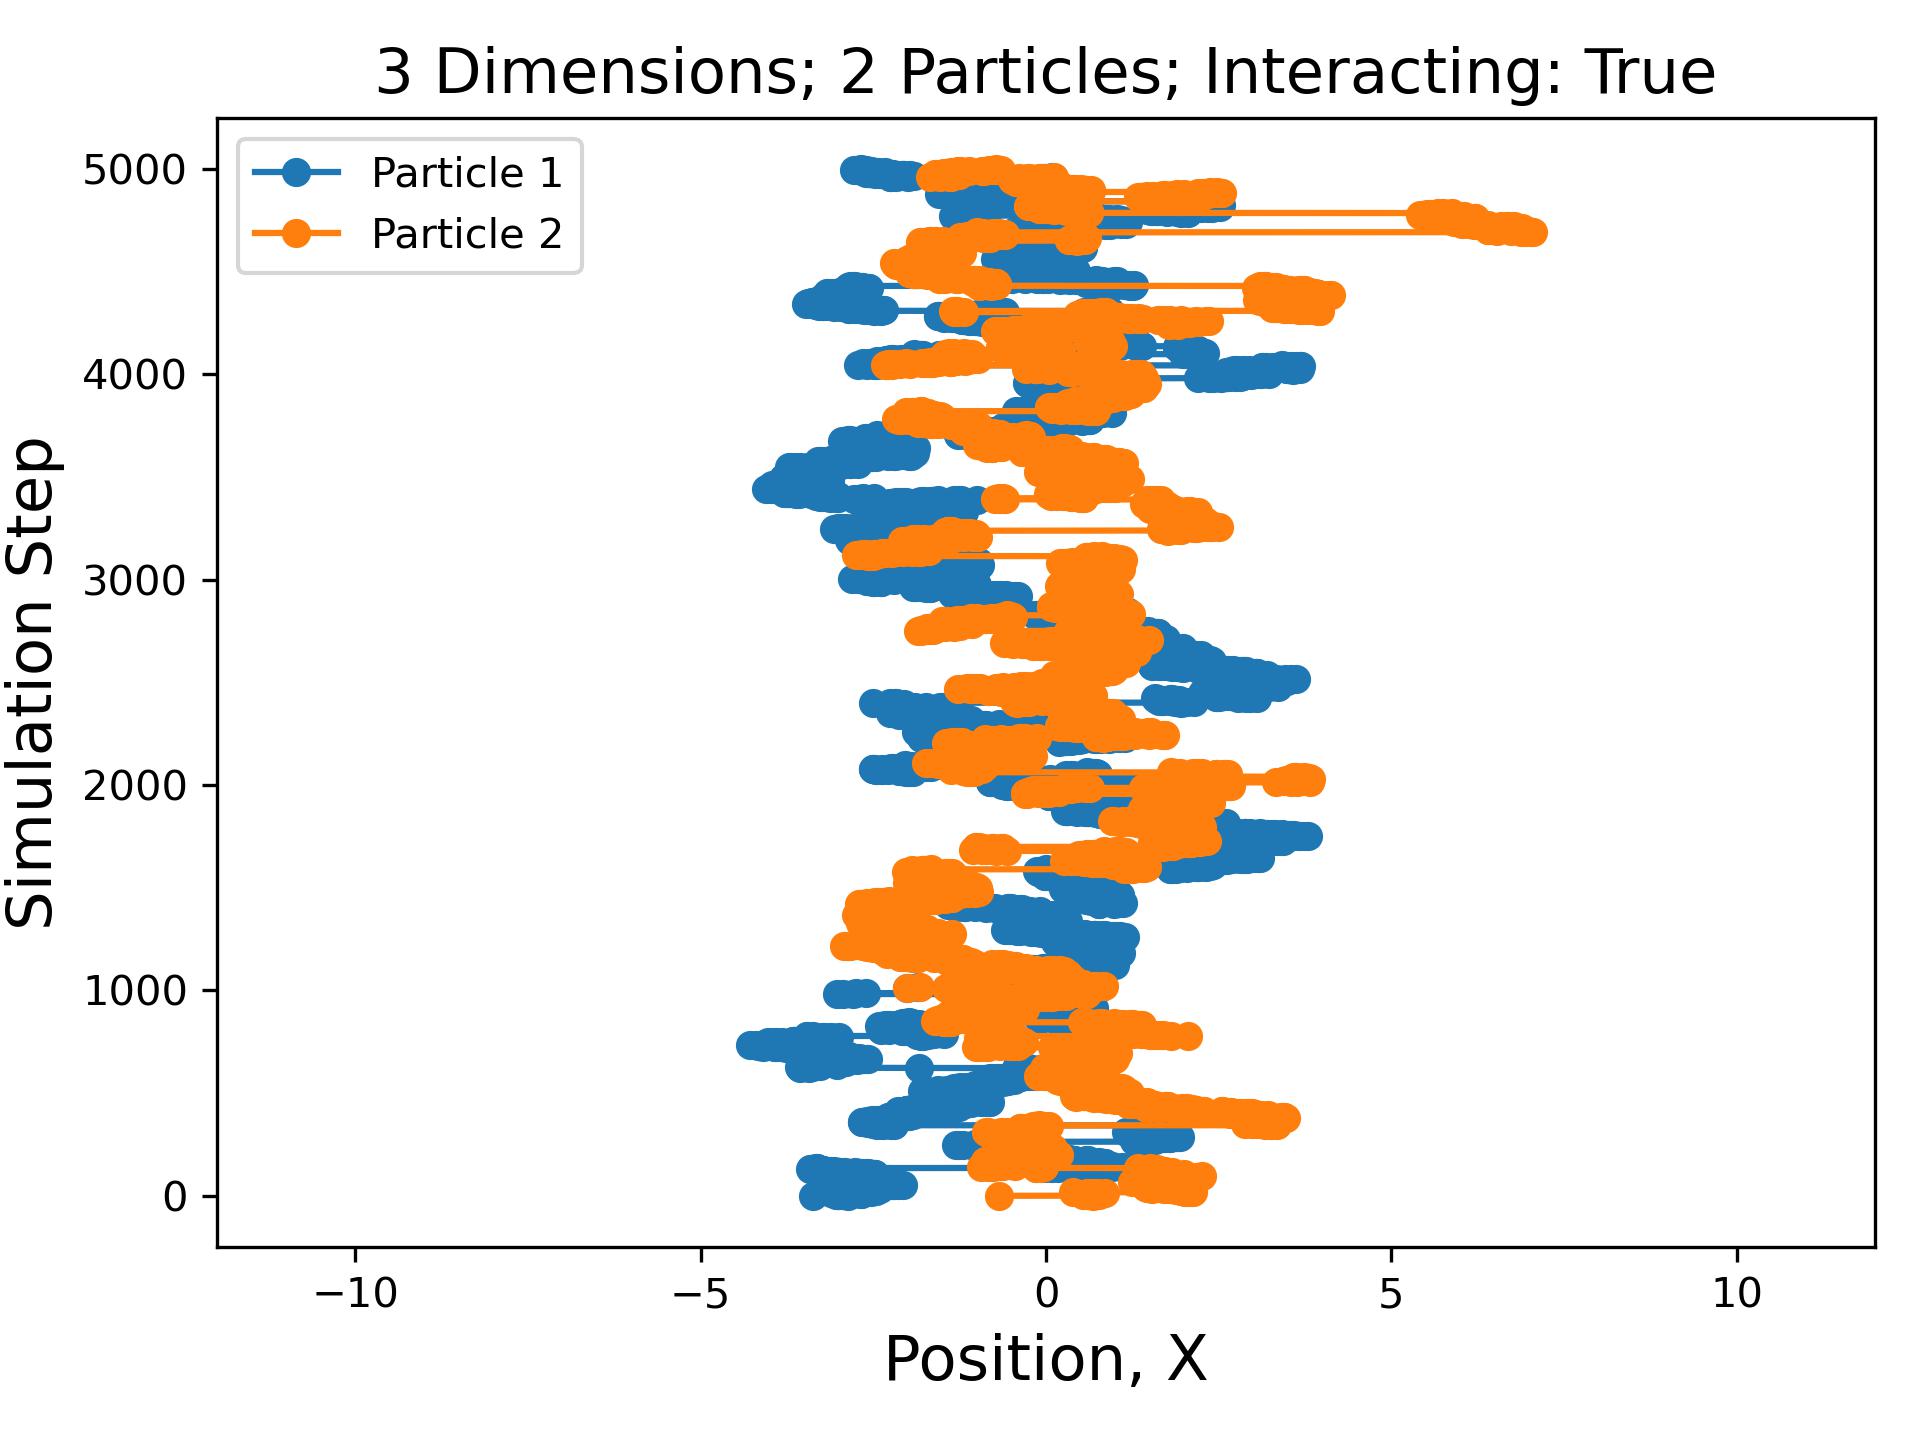 3 Dimensions; 2 Particles; Interacting: True
Particle 1
Particle 2
5000
4000
3000
2000
1000
0
Simulation Step
−10 −5 0 5 10
Position, X